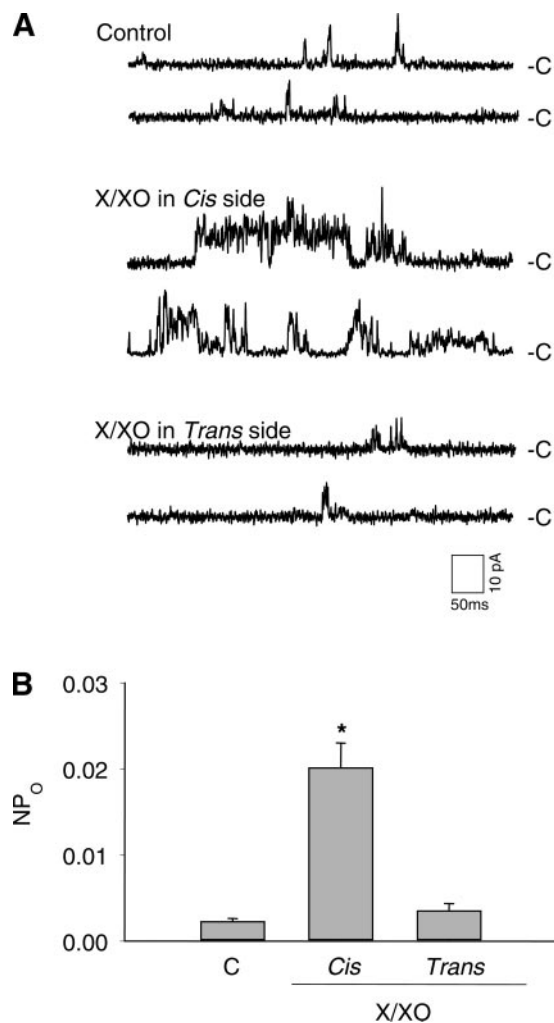 A
Control
-C
-C
X/XO in Cis side
-C
-C
X/XO in Trans side
-C
-C
10 pA
50ms
B
0.03
0.02
0.01
0.00
NPO
*
C Cis Trans
X/XO